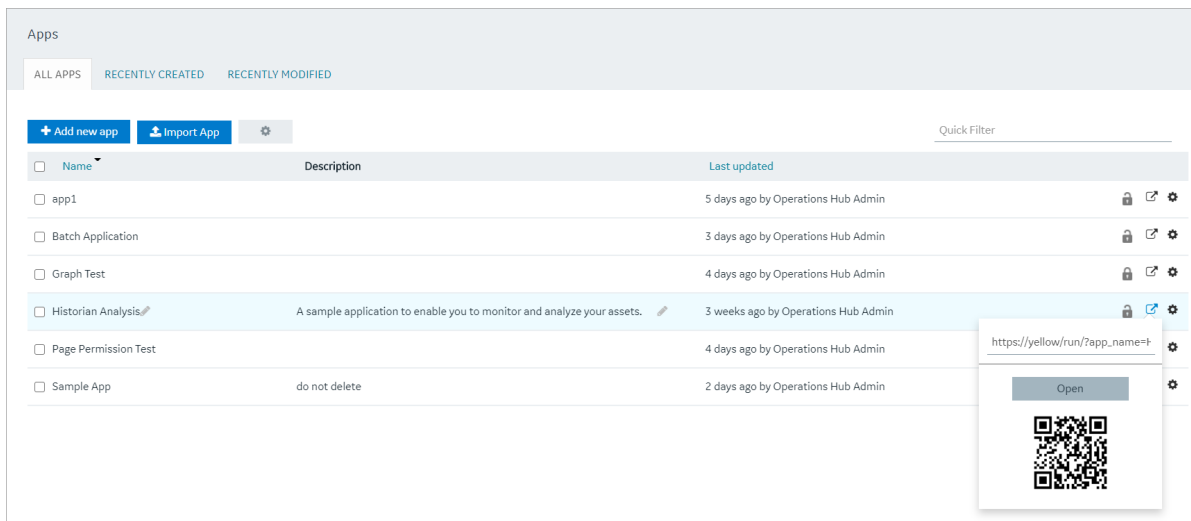 Apps
ALL APPS RECENTLY CREATED RECENTLY MODIFIED
Add new app Import App Quick Filter
Name Description Last updated
app1 5 days ago by Operations Hub Admin
Batch Application 3 days ago by Operations Hub Admin
Graph Test 4 days ago by Operations Hub Admin
Historian Analysis A sample application to enable you to monitor and analyze your assets. 3 weeks ago by Operations Hub Admin
https://yellow/run/?app_name=H
Page Permission Test 4 days ago by Operations Hub Admin
Sample App do not delete 2 days ago by Operations Hub Admin
Open